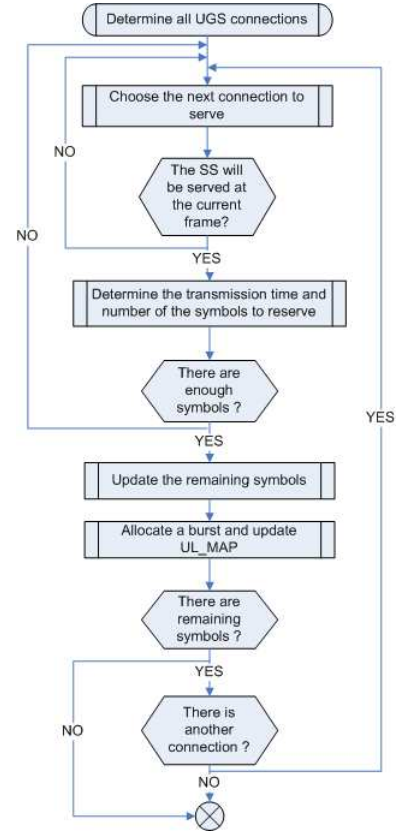 Determine all UGS connections
Choose the next connection to
serve
NO
The SS will
be served at
the current
frame?
NO
YES
Determine the transmission time and
number of the symbols to reserve
There are
enough
symbols ?
YES
YES
Update the remaining symbols
Allocate a burst and update
UL_MAP
There are
remaining
symbols ?
YES
There is
another
connection ?
NO
NO